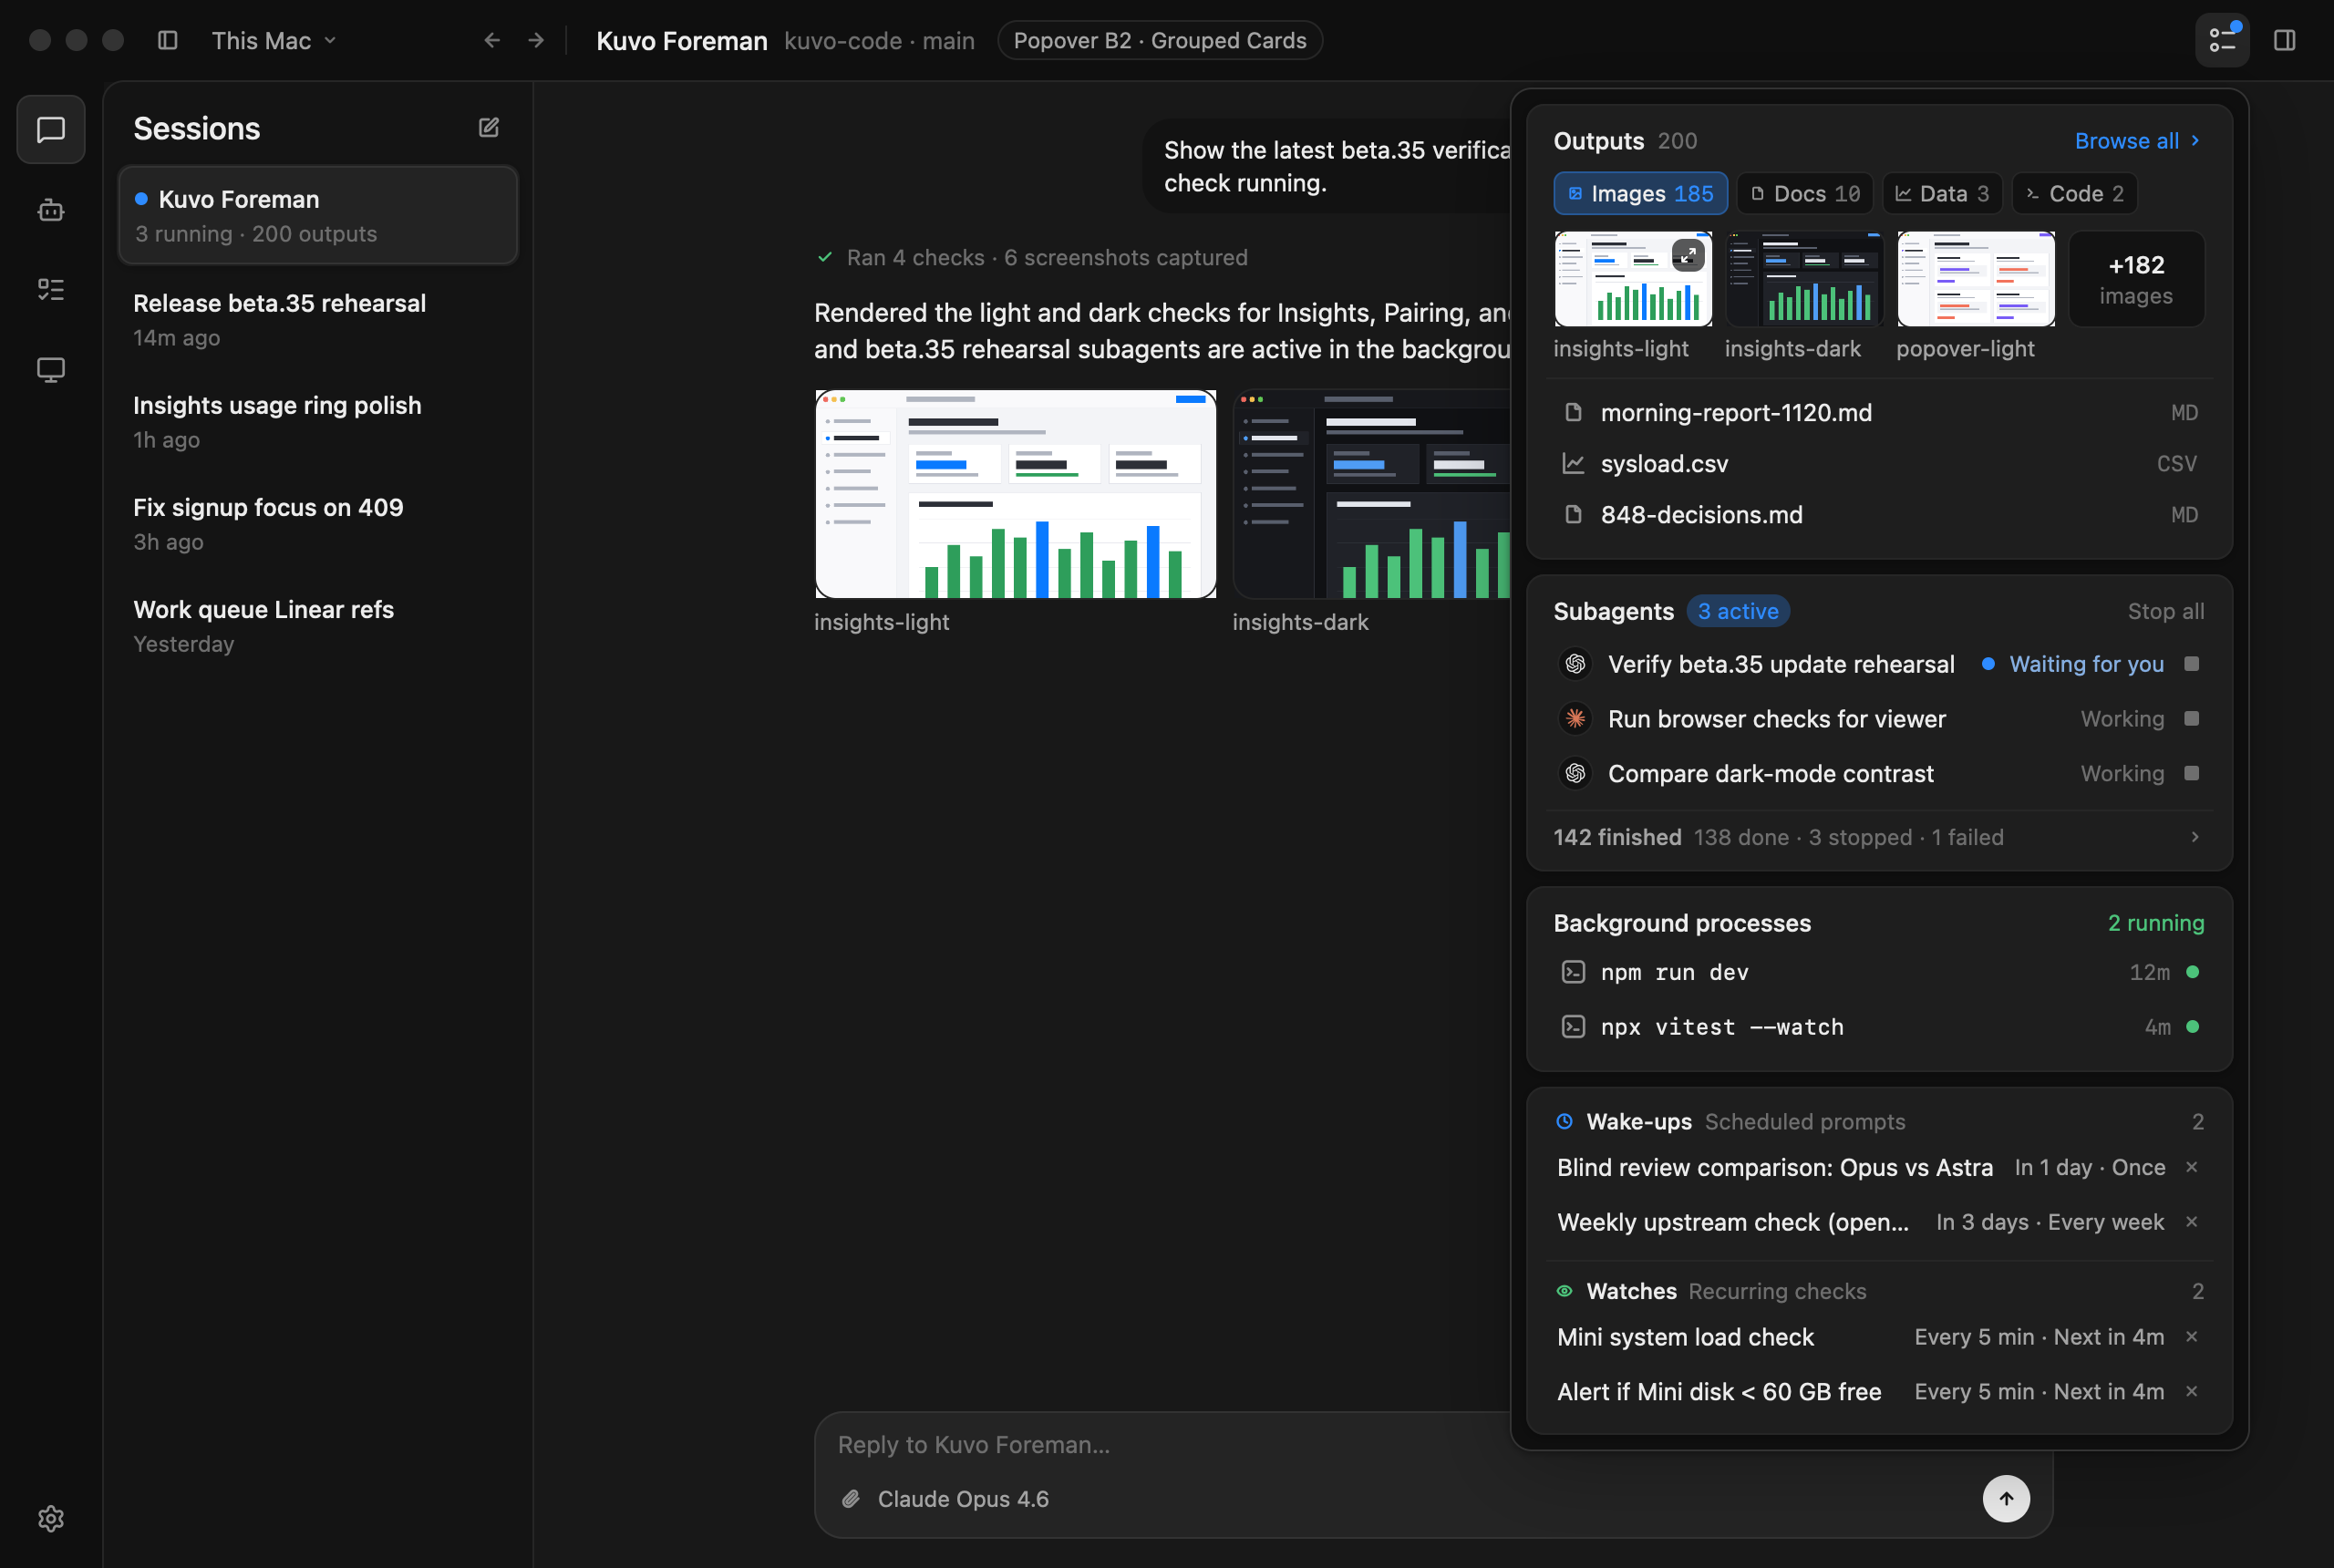 This Mac
Kuvo Foreman kuvo-code · main Popover B2 · Grouped Cards
Sessions
Kuvo Foreman
3 running · 200 outputs
Release beta.35 rehearsal
14m ago
Insights usage ring polish
1h ago
Fix signup focus on 409
3h ago
Work queue Linear refs
Yesterday
Show the latest beta.35 verifica
check running.
Ran 4 checks · 6 screenshots captured
Rendered the light and dark checks for Insights, Pairing, an
and beta.35 rehearsal subagents are active in the backgrou
insights-light insights-dark
Reply to Kuvo Foreman...
Claude Opus 4.6
Outputs 200 Browse all
Images 185 Docs 10 Data 3 Code 2
+182
images
insights-light insights-dark popover-light
morning-report-1120.md MD
sysload.csv CSV
848-decisions.md MD
Subagents 3 active Stop all
Verify beta.35 update rehearsal Waiting for you
Run browser checks for viewer Working
Compare dark-mode contrast Working
142 finished 138 done · 3 stopped · 1 failed
Background processes 2 running
npm run dev 12m
npx vitest --watch 4m
Wake-ups Scheduled prompts 2
Blind review comparison: Opus vs Astra In 1 day · Once
Weekly upstream check (open... In 3 days · Every week
Watches Recurring checks 2
Mini system load check Every 5 min · Next in 4m
Alert if Mini disk < 60 GB free Every 5 min · Next in 4m